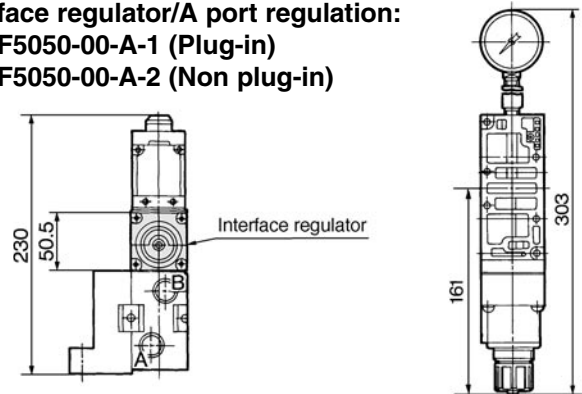 face regulator/A port regulation:
F5050-00-A-1 (Plug-in)
F5050-00-A-2 (Non plug-in)
230
50.5
Interface regulator
B
A
161
303